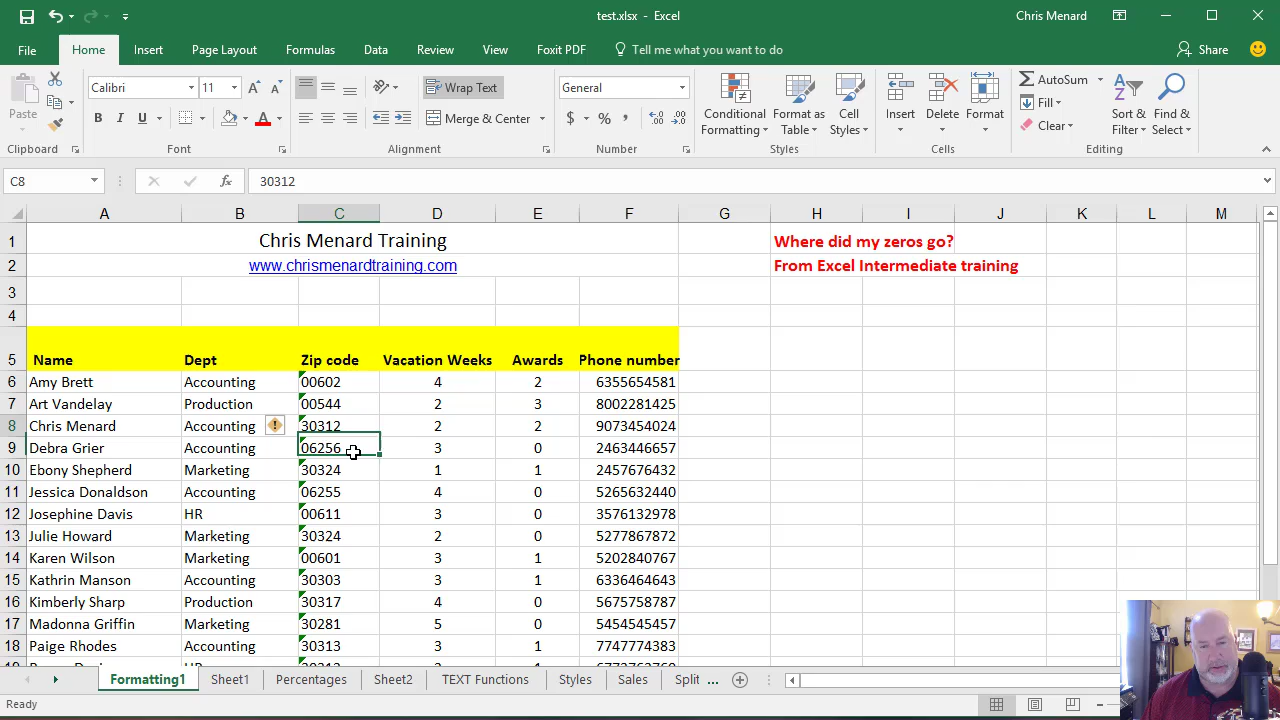 test.xlsx - Excel
Chris Menard
File Home Insert Page Layout Formulas Data Review View Foxit PDF Tell me what you want to do Share
Paste
Calibri 11
B I U A
Wrap Text
Merge & Center
General
$ % ,
Conditional Formatting
Format as Table
Cell Styles
Insert Delete Format
AutoSum
Fill
Clear
Sort & Filter
Find & Select
Clipboard Font Alignment Number Styles Cells Editing
C8 fx 30312
A B C D E F G H I J K L M
1 Chris Menard Training Where did my zeros go?
2 www.chrismenardtraining.com From Excel Intermediate training
3
4
5 Name Dept Zip code Vacation Weeks Awards Phone number
6 Amy Brett Accounting 00602 4 2 6355654581
7 Art Vandelay Production 00544 2 3 8002281425
8 Chris Menard Accounting 30312 2 2 9073454024
9 Debra Grier Accounting 06256 3 0 2463446657
10 Ebony Shepherd Marketing 30324 1 1 2457676432
11 Jessica Donaldson Accounting 06255 4 0 5265632440
12 Josephine Davis HR 00611 3 0 3576132978
13 Julie Howard Marketing 30324 2 0 5277867872
14 Karen Wilson Marketing 00601 3 1 5202840767
15 Kathrin Manson Accounting 30303 3 1 6336464643
16 Kimberly Sharp Production 30317 4 0 5675758787
17 Madonna Griffin Marketing 30281 5 0 5454545457
18 Paige Rhodes Accounting 30313 3 1 7747774383
Formatting1 Sheet1 Percentages Sheet2 TEXT Functions Styles Sales Split ...
Ready